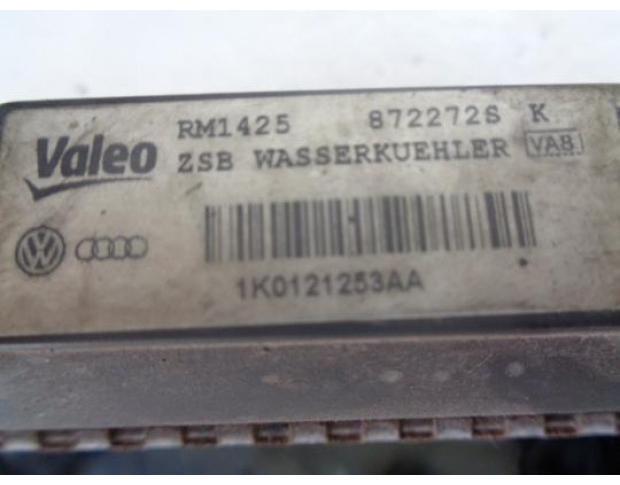 Valeo
RM1425 872272S K
ZSB WASSERKUEHLER VAB
1K0121253AA